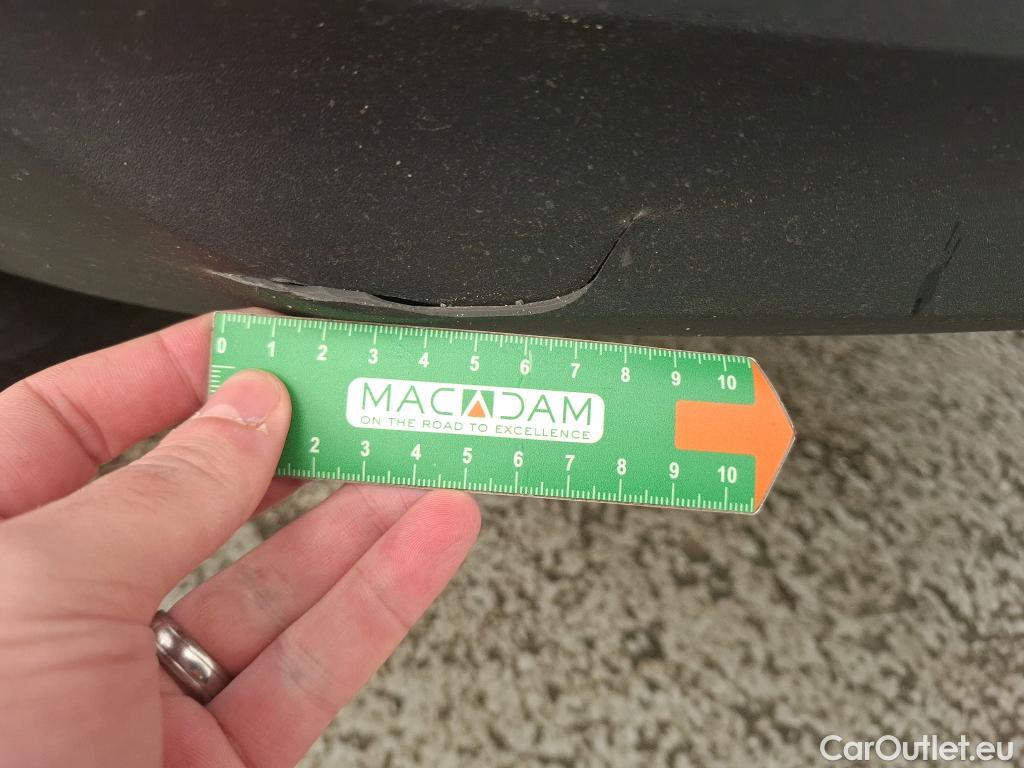 0 1 2 3 4 5 6 7 8 9 10
MACADAM
ON THE ROAD TO EXCELLENCE
2 3 4 5 6 7 8 9 10
CarOutlet.eu